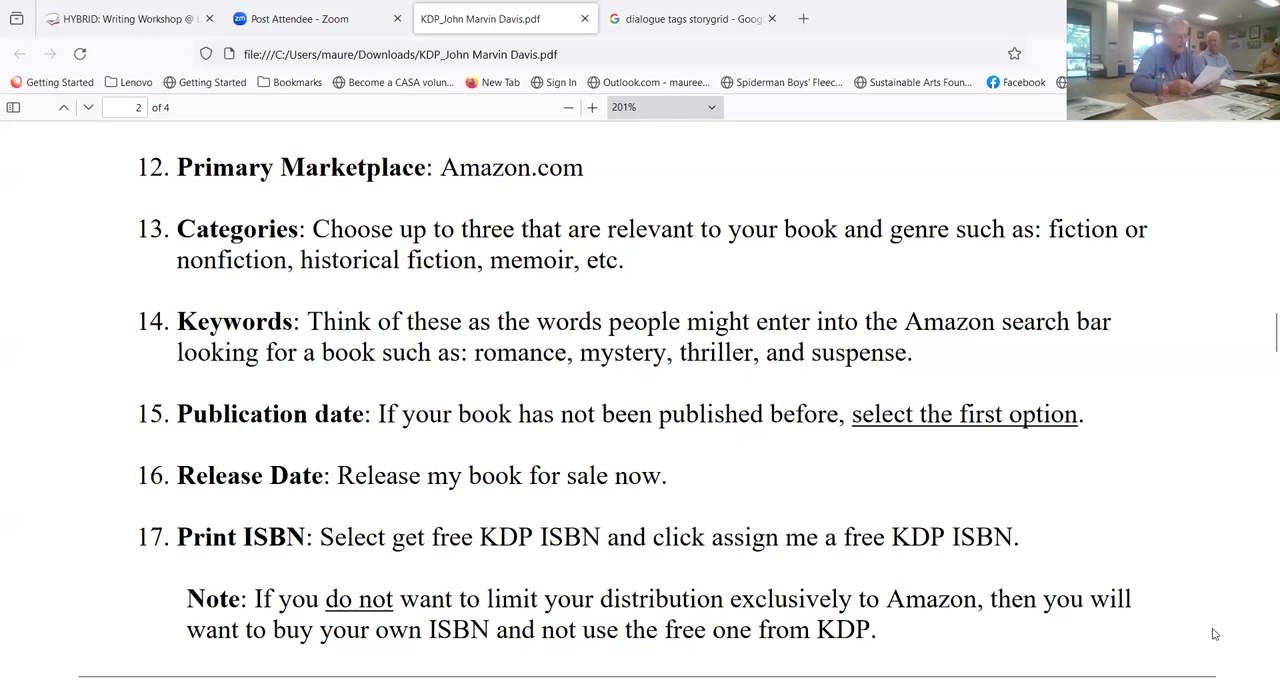 HYBRID: Writing Workshop @
Post Attendee - Zoom
KDP_John Marvin Davis.pdf
dialogue tags storygrid - Goog
file:///C:/Users/maure/Downloads/KDP_John Marvin Davis.pdf
Getting Started Lenovo Getting Started Bookmarks Become a CASA volun... New Tab Sign In Outlook.com - mauree... Spiderman Boys' Fleec... Sustainable Arts Foun... Facebook
2 of 4 201%
12. Primary Marketplace: Amazon.com
13. Categories: Choose up to three that are relevant to your book and genre such as: fiction or
nonfiction, historical fiction, memoir, etc.
14. Keywords: Think of these as the words people might enter into the Amazon search bar
looking for a book such as: romance, mystery, thriller, and suspense.
15. Publication date: If your book has not been published before, select the first option.
16. Release Date: Release my book for sale now.
17. Print ISBN: Select get free KDP ISBN and click assign me a free KDP ISBN.
Note: If you do not want to limit your distribution exclusively to Amazon, then you will
want to buy your own ISBN and not use the free one from KDP.